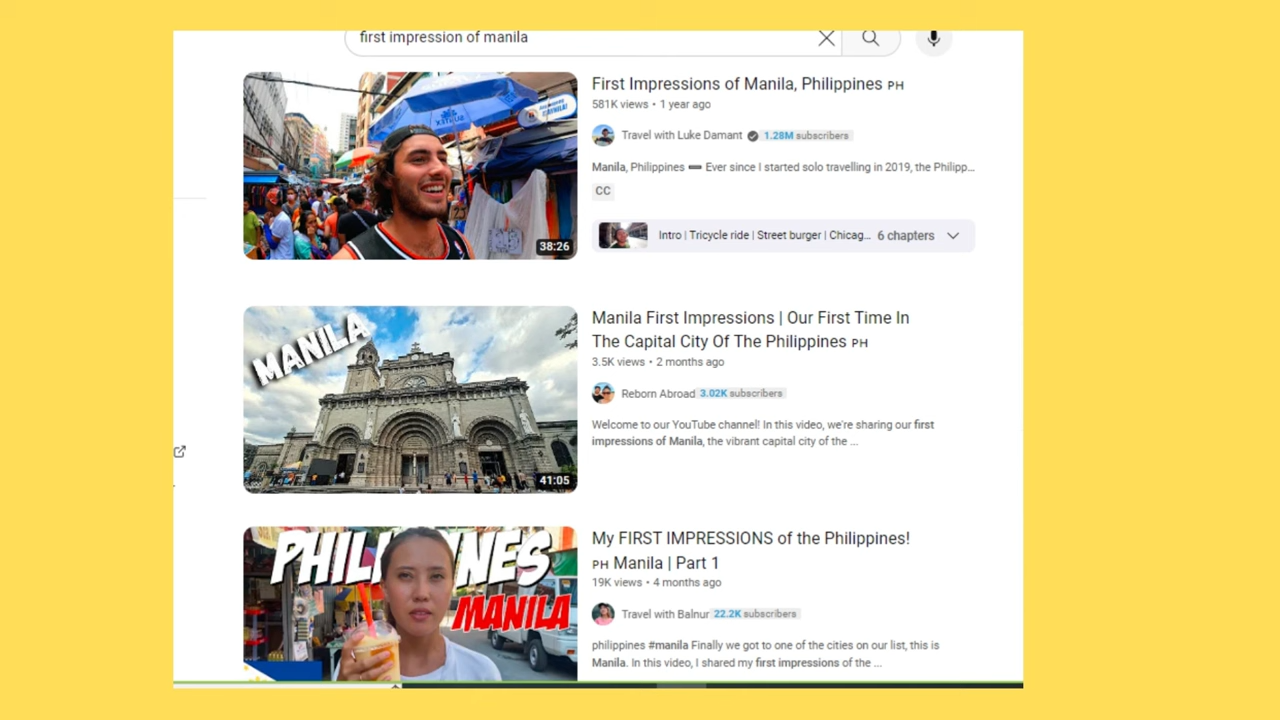 first impression of manila
First Impressions of Manila, Philippines PH
581K views • 1 year ago
Travel with Luke Damant 1.28M subscribers
Manila, Philippines ➖ Ever since I started solo travelling in 2019, the Philipp...
CC
Intro | Tricycle ride | Street burger | Chicag... 6 chapters
38:26
MANILA
41:05
Manila First Impressions | Our First Time In
The Capital City Of The Philippines PH
3.5K views • 2 months ago
Reborn Abroad 3.02K subscribers
Welcome to our YouTube channel! In this video, we're sharing our first
impressions of Manila, the vibrant capital city of the ...
MANILA
My FIRST IMPRESSIONS of the Philippines!
PH Manila | Part 1
19K views • 4 months ago
Travel with Balnur 22.2K subscribers
philippines #manila Finally we got to one of the cities on our list, this is
Manila. In this video, I shared my first impressions of the ...